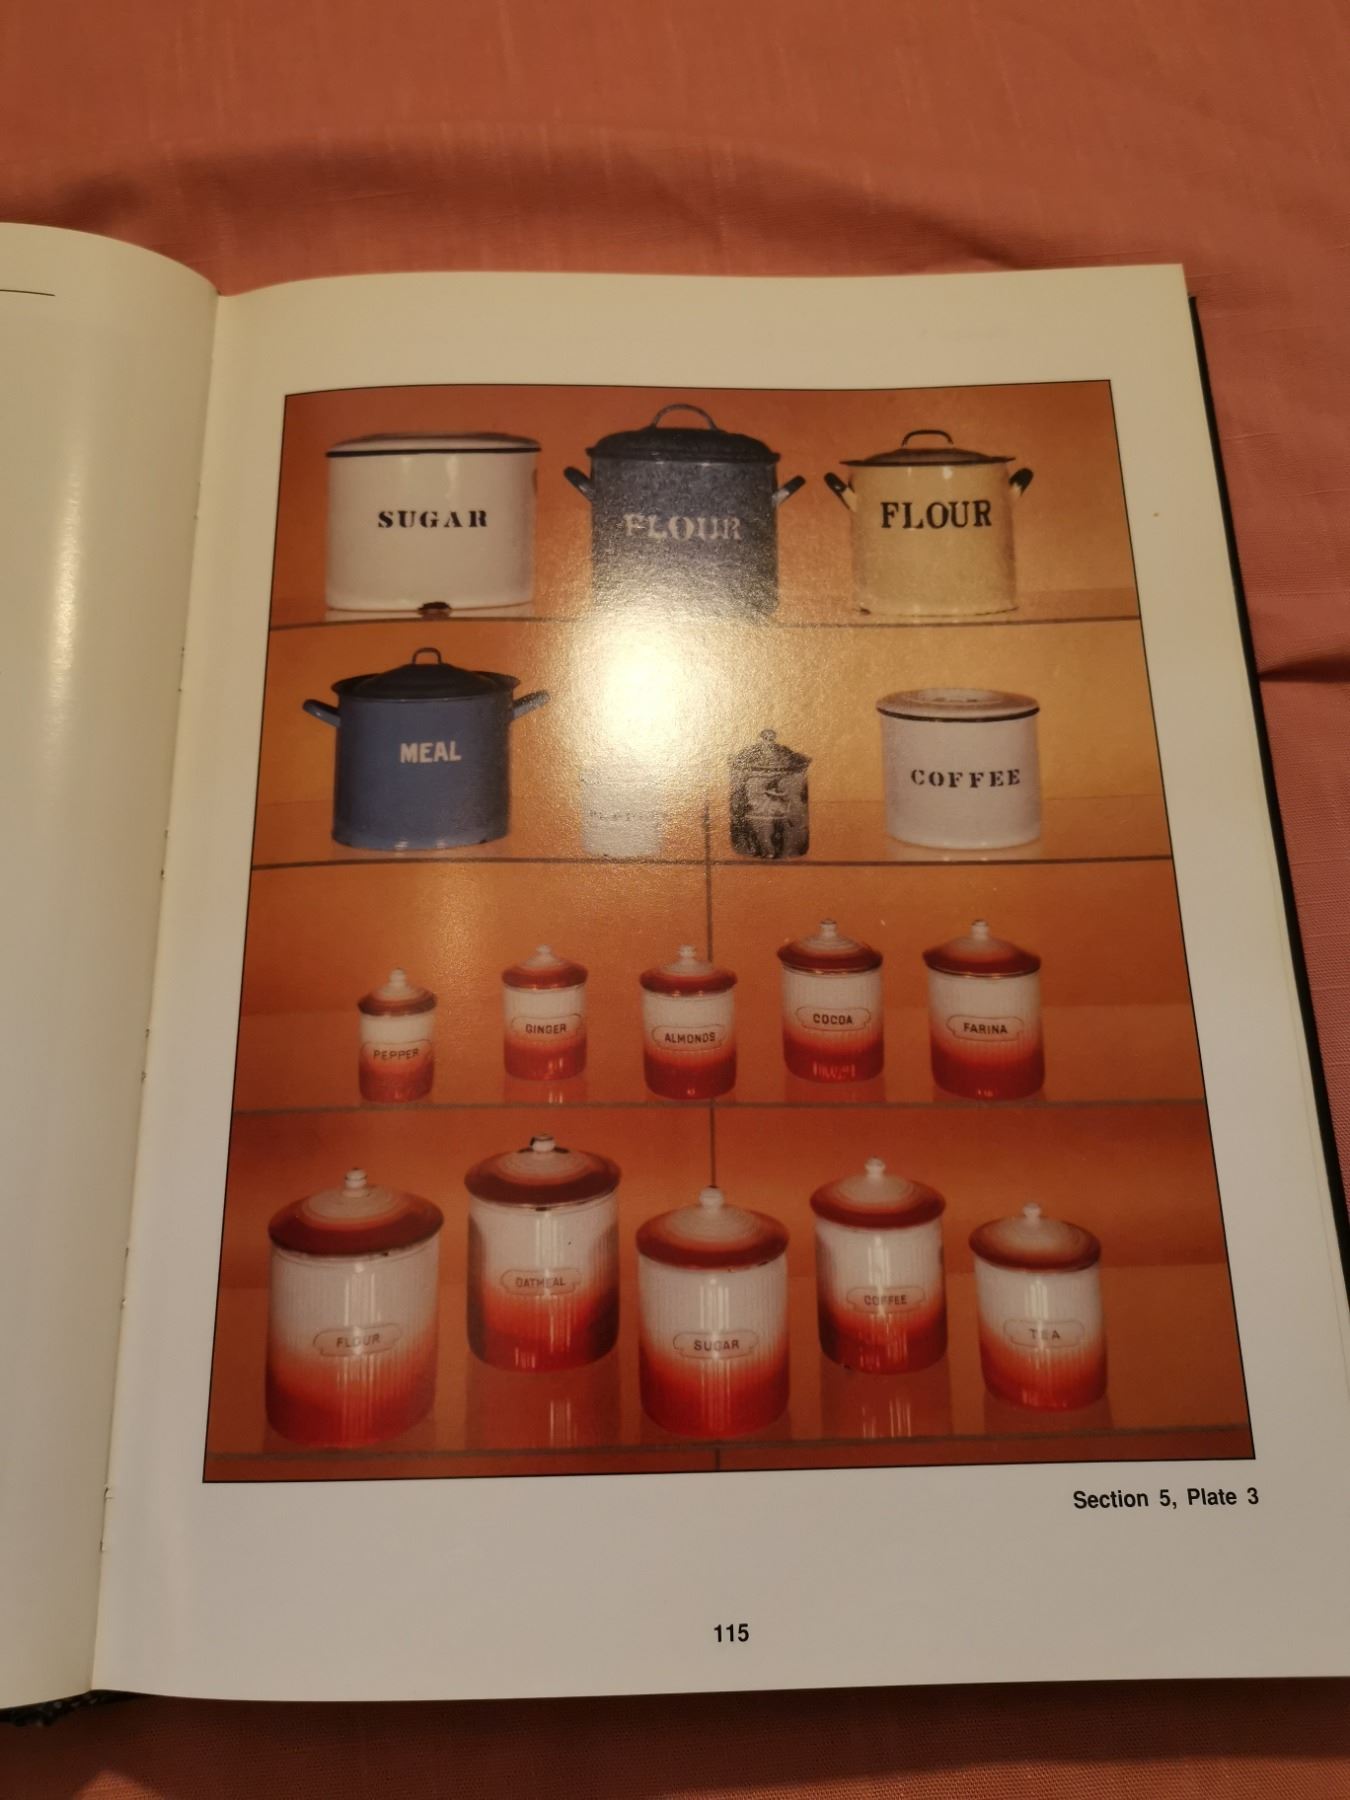 SUGAR
FLOUR
FLOUR
MEAL
COFFEE
PEPPER
GINGER
ALMONDS
COCOA
FARINA
FLOUR
OATMEAL
SUGAR
COFFEE
TEA
Section 5, Plate 3
115